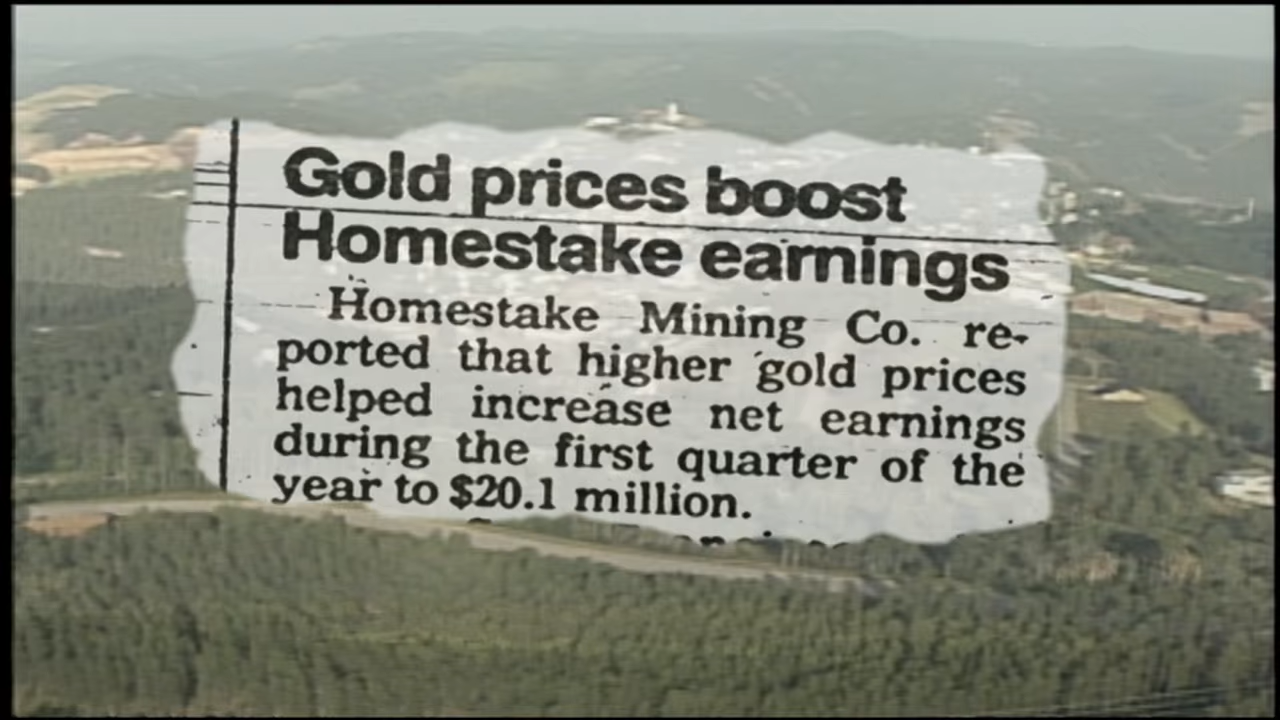 Gold prices boost
Homestake earnings
Homestake Mining Co. re-
ported that higher gold prices
helped increase net earnings
during the first quarter of the
year to $20.1 million.